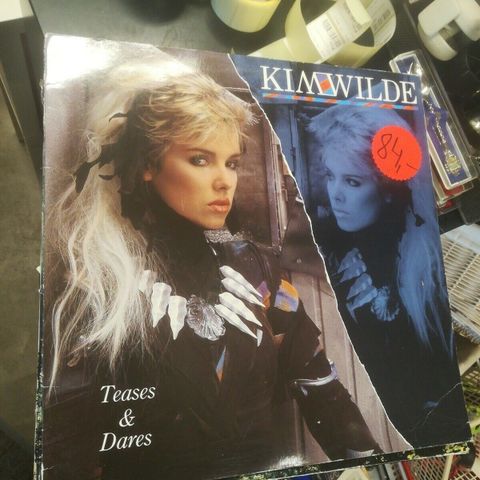 KIM WILDE
84,-
Teases
&
Dares